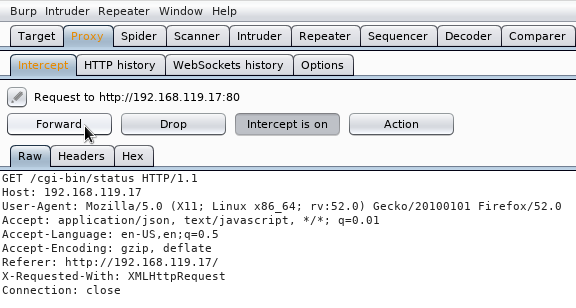 Burp Intruder Repeater Window Help
Target Proxy Spider Scanner Intruder Repeater Sequencer Decoder Comparer
Intercept HTTP history WebSockets history Options
Request to http://192.168.119.17:80
Forward Drop Intercept is on Action
Raw Headers Hex
GET /cgi-bin/status HTTP/1.1
Host: 192.168.119.17
User-Agent: Mozilla/5.0 (X11; Linux x86_64; rv:52.0) Gecko/20100101 Firefox/52.0
Accept: application/json, text/javascript, */*; q=0.01
Accept-Language: en-US,en;q=0.5
Accept-Encoding: gzip, deflate
Referer: http://192.168.119.17/
X-Requested-With: XMLHttpRequest
Connection: close